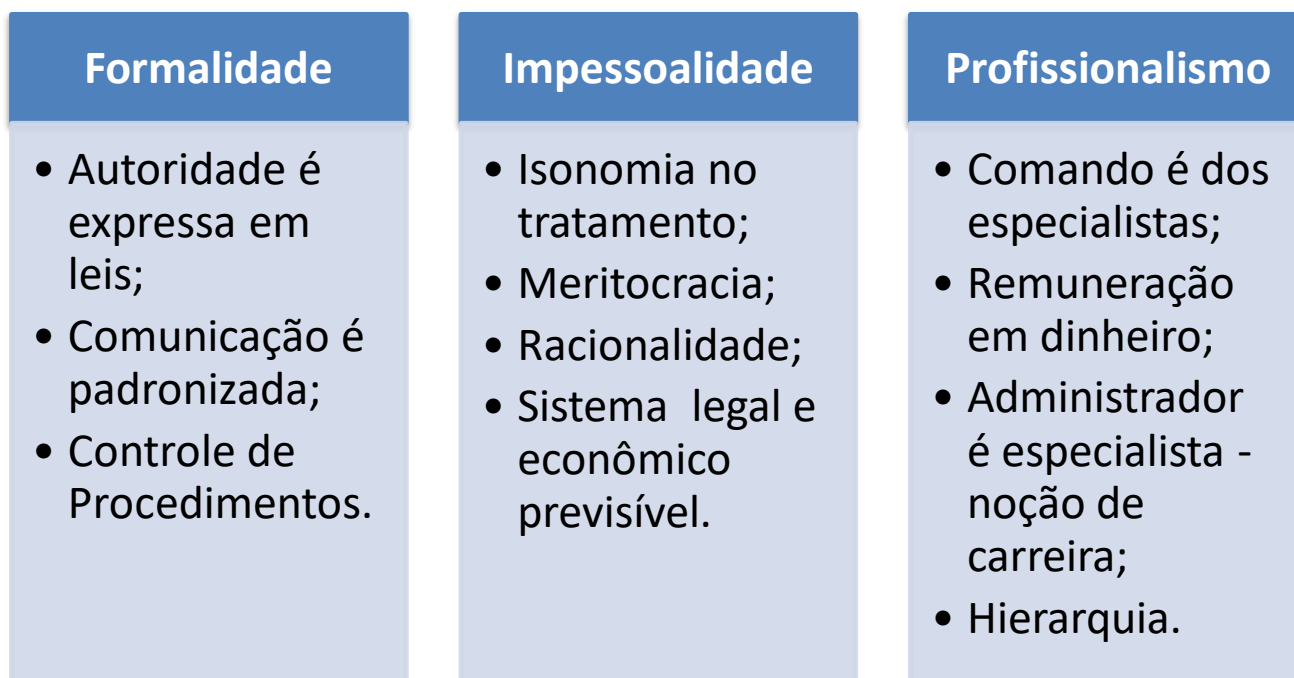 Formalidade
• Autoridade é
expressa em
leis;
• Comunicação é
padronizada;
• Controle de
Procedimentos.
Impessoalidade
• Isonomia no
tratamento;
• Meritocracia;
• Racionalidade;
• Sistema legal e
econômico
previsível.
Profissionalismo
• Comando é dos
especialistas;
• Remuneração
em dinheiro;
• Administrador
é especialista -
noção de
carreira;
• Hierarquia.